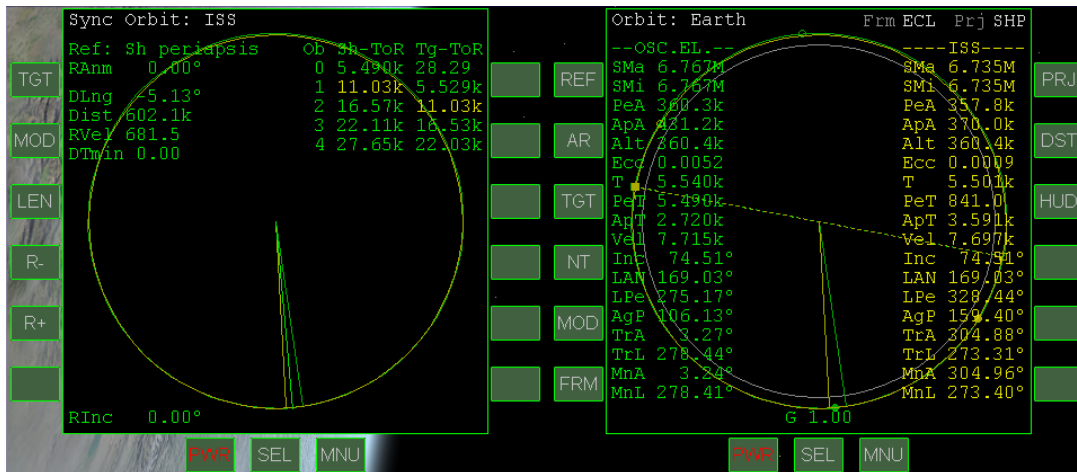 Sync Orbit: ISS
Ref: Sh periapsis
RAnm 0.00°
DLng -5.13°
Dist 602.1k
RVel 681.5
DTmin 0.00
Ob Sh-ToR Tg-ToR
0 5.490k 28.29
1 11.03k 5.529k
2 16.57k 11.03k
3 22.11k 16.53k
4 27.65k 22.03k
RInc 0.00°
TGT
MOD
LEN
R-
R+
PWR SEL MNU
Orbit: Earth Frm ECL Prj SHP
--OSC.EL.--
SMa 6.767M
SMi 6.767M
PeA 360.3k
ApA 431.2k
Alt 360.4k
Ecc 0.0052
T 5.540k
PeT 5.490k
ApT 2.720k
Vel 7.715k
Inc 74.51°
LAN 169.03°
LPe 275.17°
AgP 106.13°
TrA 3.27°
TrL 278.44°
MnA 3.24°
MnL 278.41°
----ISS----
SMa 6.735M
SMi 6.735M
PeA 357.8k
ApA 370.0k
Alt 360.4k
Ecc 0.0009
T 5.501k
PeT 841.0
ApT 3.591k
Vel 7.697k
Inc 74.51°
LAN 169.03°
LPe 328.44°
AgP 159.40°
TrA 304.88°
TrL 273.31°
MnA 304.96°
MnL 273.40°
G 1.00
REF
AR
TGT
NT
MOD
FRM
PRJ
DST
HUD
PWR SEL MNU